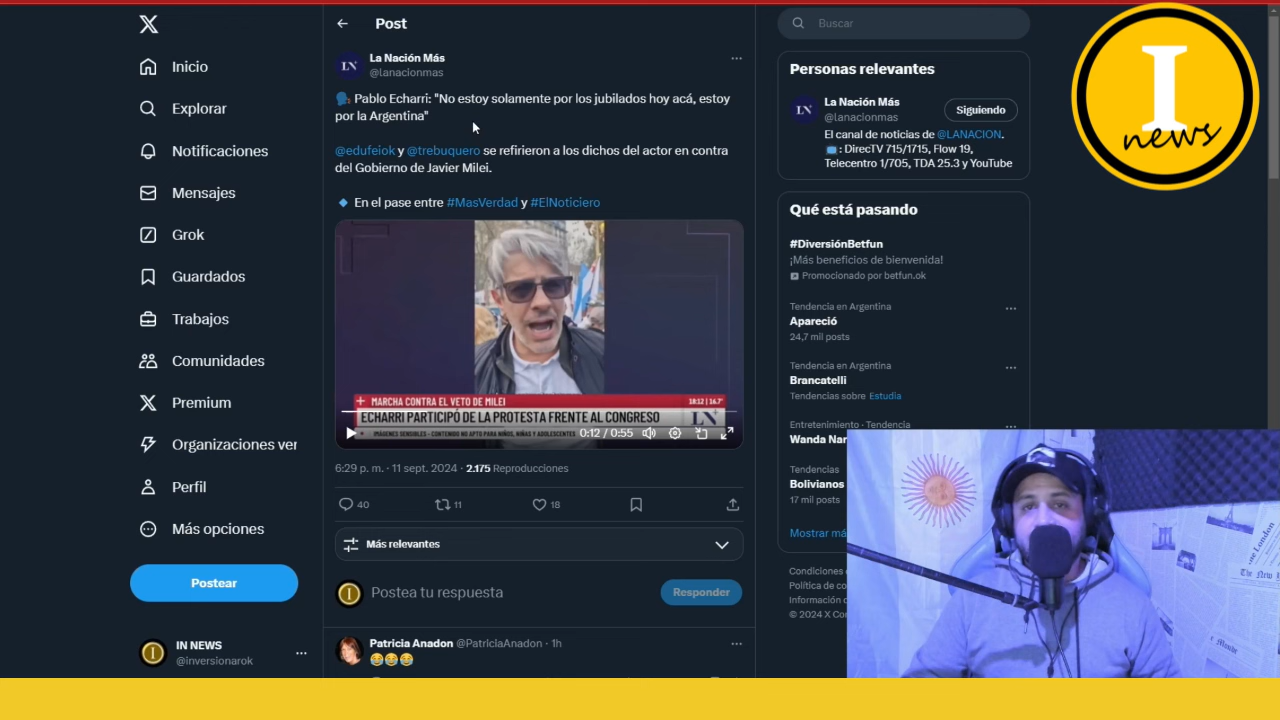 Inicio
Explorar
Notificaciones
Mensajes
Grok
Guardados
Trabajos
Comunidades
Premium
Organizaciones ver
Perfil
Más opciones
Postear
IN NEWS
@inversionarok
Post
La Nación Más
@lanacionmas
Pablo Echarri: "No estoy solamente por los jubilados hoy acá, estoy
por la Argentina"
@edufeiok y @trebuquero se refirieron a los dichos del actor en contra
del Gobierno de Javier Milei.
En el pase entre #MasVerdad y #ElNoticiero
MARCHA CONTRA EL VETO DE MILEI
18:12 | 16.7°
ECHARRI PARTICIPÓ DE LA PROTESTA FRENTE AL CONGRESO
LN+
IMÁGENES SENSIBLES - CONTENIDO NO APTO PARA NIÑOS, NIÑAS Y ADOLESCENTES
0:12 / 0:55
6:29 p. m. · 11 sept. 2024 · 2.175 Reproducciones
40
11
18
Más relevantes
Postea tu respuesta
Responder
Patricia Anadon @PatriciaAnadon · 1h
Buscar
Personas relevantes
La Nación Más
@lanacionmas
Siguiendo
El canal de noticias de @LANACION.
: DirecTV 715/1715, Flow 19,
Telecentro 1/705, TDA 25.3 y YouTube
Qué está pasando
#DiversiónBetfun
¡Más beneficios de bienvenida!
Promocionado por betfun.ok
Tendencia en Argentina
Apareció
24,7 mil posts
Tendencia en Argentina
Brancatelli
Tendencias sobre Estudia
Entretenimiento · Tendencia
Wanda Nar
Tendencias
Bolivianos
17 mil posts
Mostrar má
Condiciones
Política de co
Información
© 2024 X Cor
I
news